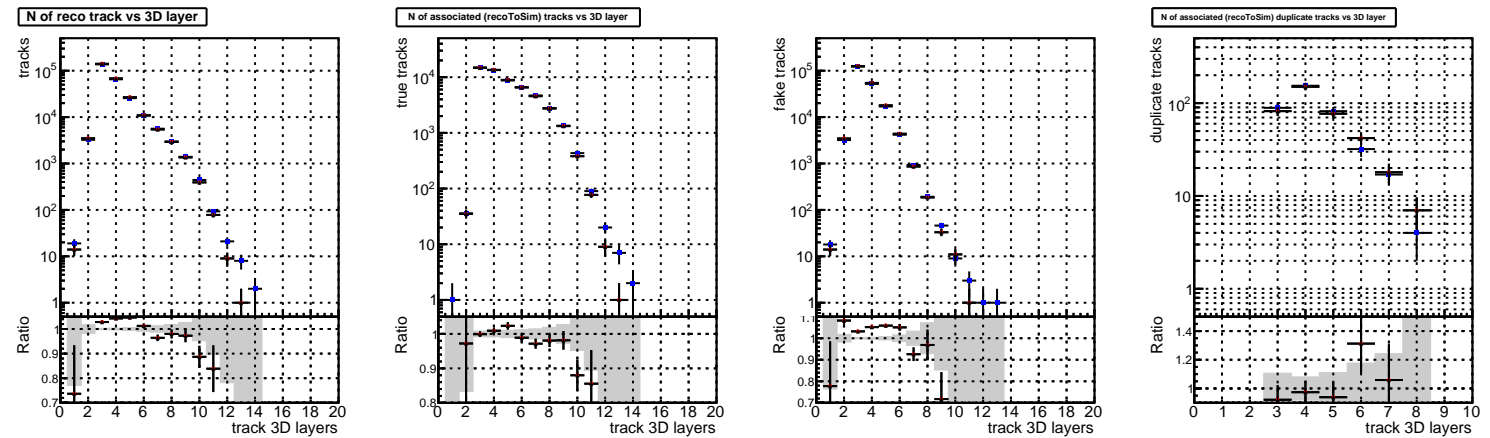 N of reco track vs 3D layer
tracks
10^5
10^4
10^3
10^2
10
1
Ratio
1
0.9
0.8
0.7
0 2 4 6 8 10 12 14 16 18 20
track 3D layers
N of associated (recoToSim) tracks vs 3D layer
true tracks
10^4
10^3
10^2
10
1
Ratio
1
0.9
0.8
0 2 4 6 8 10 12 14 16 18 20
track 3D layers
fake tracks
10^5
10^4
10^3
10^2
10
1
Ratio
1.1
1
0.9
0.8
0.7
0 2 4 6 8 10 12 14 16 18 20
track 3D layers
N of associated (recoToSim) duplicate tracks vs 3D layer
duplicate tracks
10^2
10
1
Ratio
1.4
1.2
1
0 1 2 3 4 5 6 7 8 9 10
track 3D layers